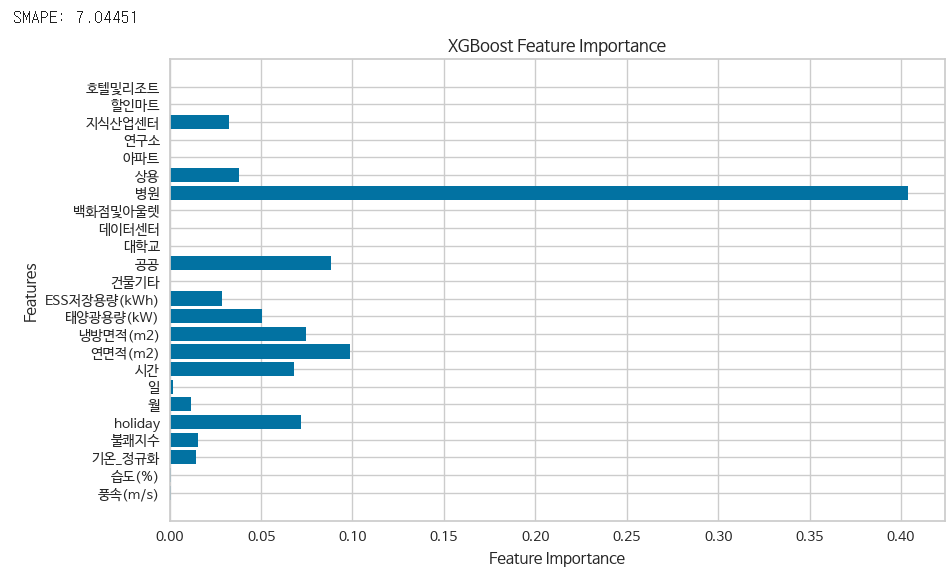 SMAPE: 7.04451
XGBoost Feature Importance
호텔및리조트
할인마트
지식산업센터
연구소
아파트
상용
병원
백화점및아울렛
데이터센터
대학교
공공
건물기타
ESS저장용량(kWh)
태양광용량(kW)
냉방면적(m2)
연면적(m2)
시간
일
월
holiday
불쾌지수
기온_정규화
습도(%)
풍속(m/s)
Features
0.00 0.05 0.10 0.15 0.20 0.25 0.30 0.35 0.40
Feature Importance